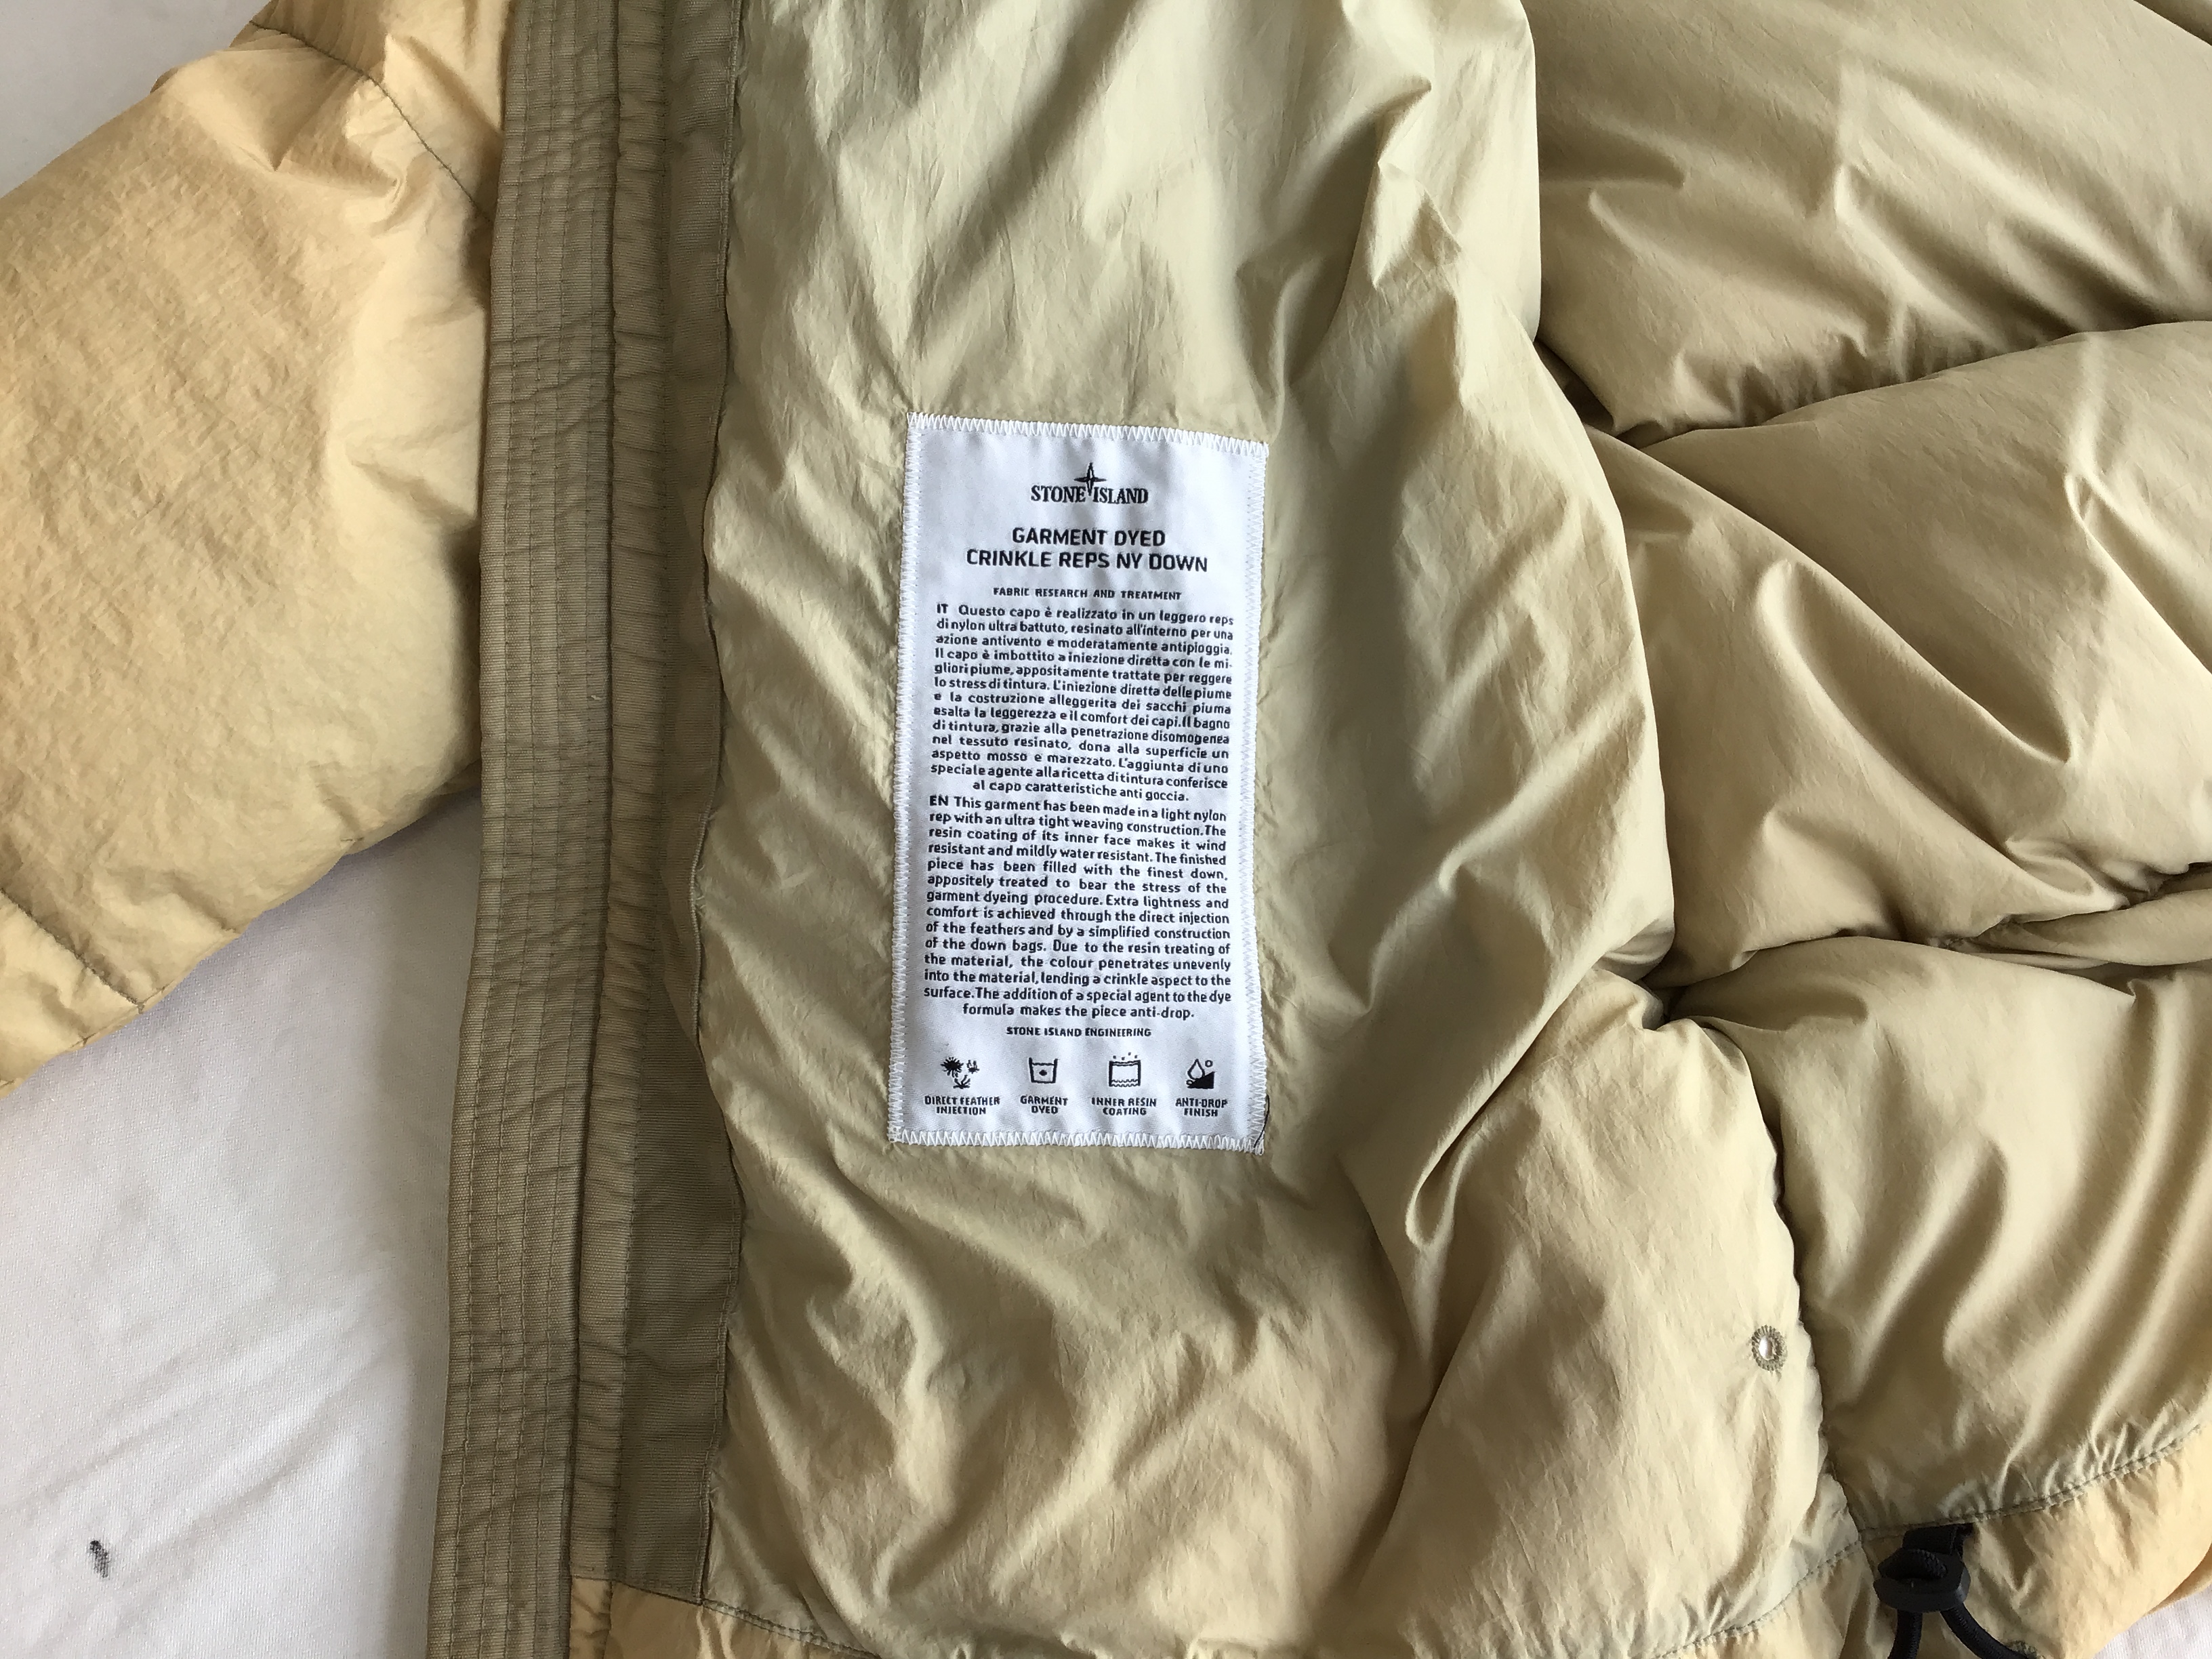 STONE ISLAND
GARMENT DYED
CRINKLE REPS NY DOWN
FABRIC RESEARCH AND TREATMENT
IT Questo capo è realizzato in un leggero reps
di nylon ultra battuto, resinato all'interno per una
azione antivento e moderatamente antipioggia.
Il capo è imbottito a iniezione diretta con le mi-
gliori piume, appositamente trattate per reggere
lo stress di tintura. L'iniezione diretta delle piume
e la costruzione alleggerita dei sacchi piuma
esalta la leggerezza e il comfort dei capi. Il bagno
di tintura, grazie alla penetrazione disomogenea
nel tessuto resinato, dona alla superficie un
aspetto mosso e marezzato. L'aggiunta di uno
speciale agente alla ricetta di tintura conferisce
al capo caratteristiche anti goccia.
EN This garment has been made in a light nylon
rep with an ultra tight weaving construction. The
resin coating of its inner face makes it wind
resistant and mildly water resistant. The finished
piece has been filled with the finest down,
appositely treated to bear the stress of the
garment dyeing procedure. Extra lightness and
comfort is achieved through the direct injection
of the feathers and by a simplified construction
of the down bags. Due to the resin treating of
the material, the colour penetrates unevenly
into the material, lending a crinkle aspect to the
surface. The addition of a special agent to the dye
formula makes the piece anti-drop.
STONE ISLAND ENGINEERING
DIRECT FEATHER INJECTION
GARMENT DYED
INNER RESIN COATING
ANTI-DROP FINISH